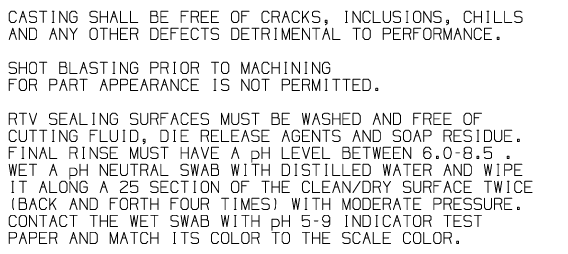 CASTING SHALL BE FREE OF CRACKS, INCLUSIONS, CHILLS
AND ANY OTHER DEFECTS DETRIMENTAL TO PERFORMANCE.
SHOT BLASTING PRIOR TO MACHINING
FOR PART APPEARANCE IS NOT PERMITTED.
RTV SEALING SURFACES MUST BE WASHED AND FREE OF
CUTTING FLUID, DIE RELEASE AGENTS AND SOAP RESIDUE.
FINAL RINSE MUST HAVE A pH LEVEL BETWEEN 6.0-8.5 .
WET A pH NEUTRAL SWAB WITH DISTILLED WATER AND WIPE
IT ALONG A 25 SECTION OF THE CLEAN/DRY SURFACE TWICE
(BACK AND FORTH FOUR TIMES) WITH MODERATE PRESSURE.
CONTACT THE WET SWAB WITH pH 5-9 INDICATOR TEST
PAPER AND MATCH ITS COLOR TO THE SCALE COLOR.